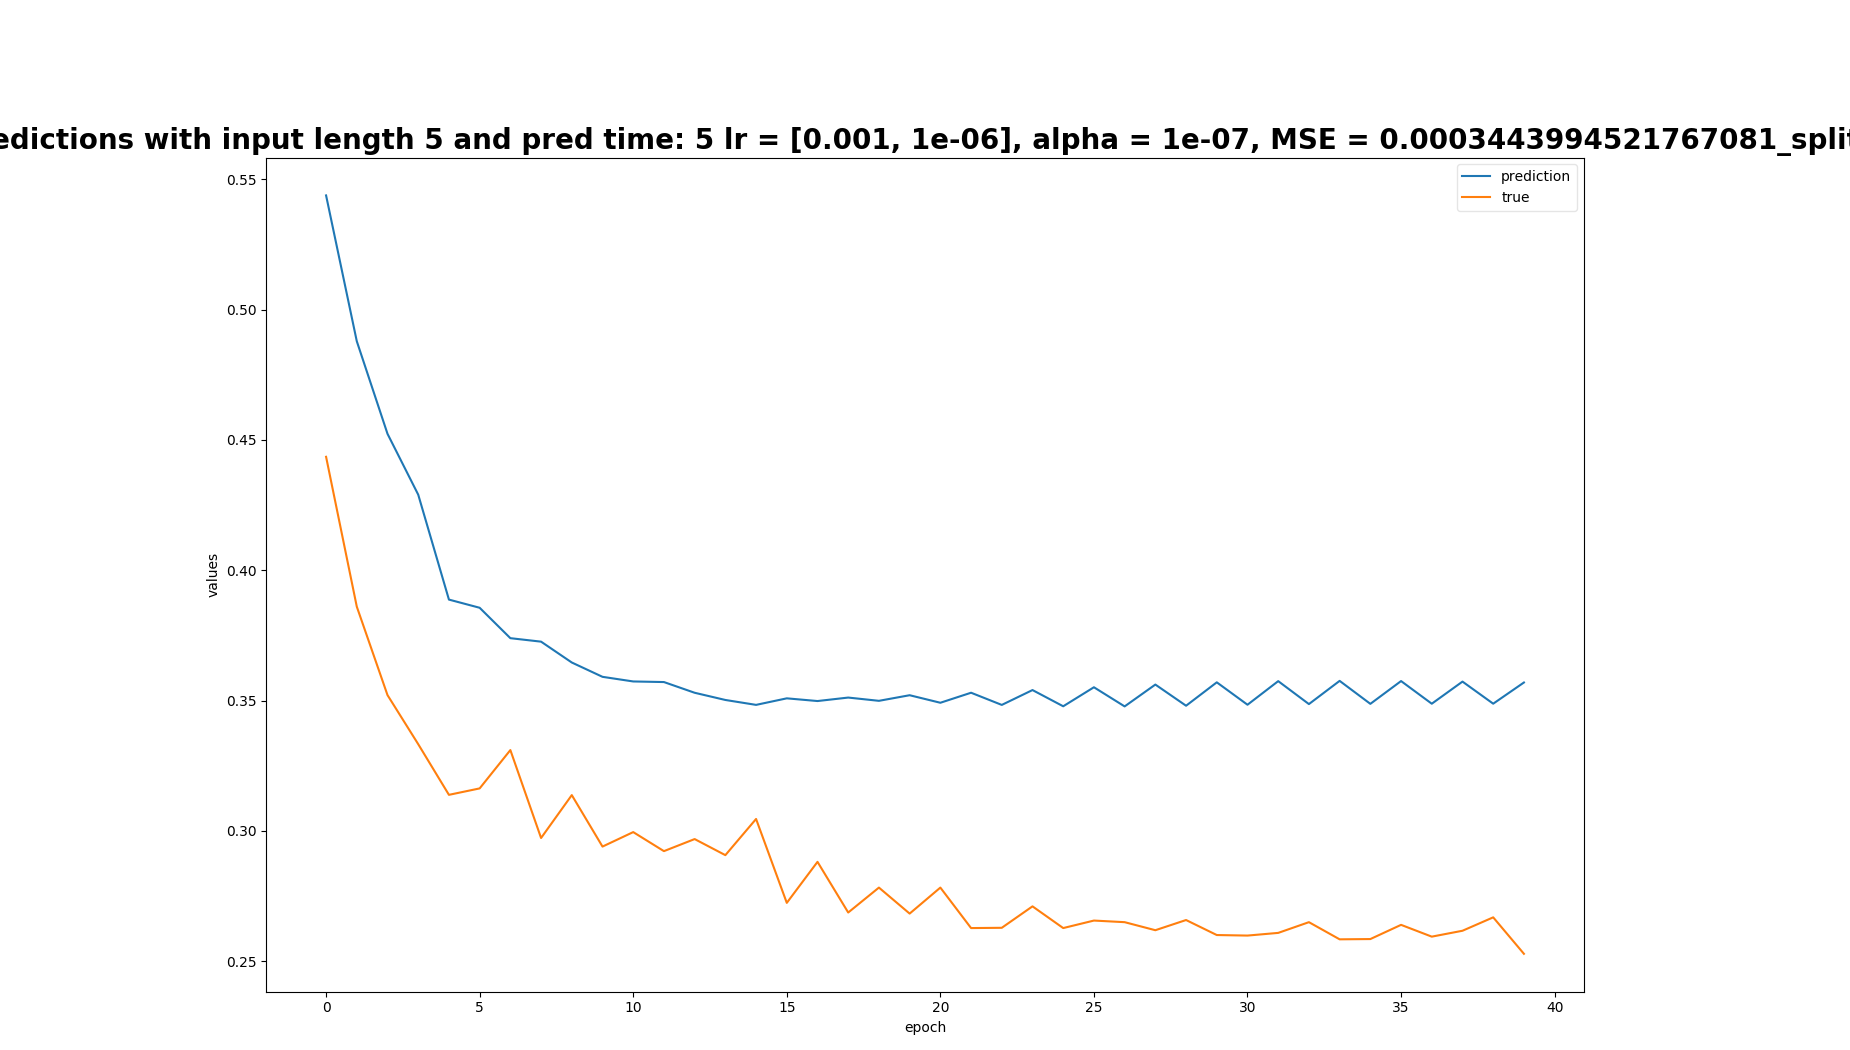 edictions with input length 5 and pred time: 5 lr = [0.001, 1e-06], alpha = 1e-07, MSE = 0.0003443994521767081_split
prediction
true
0.55
0.50
0.45
0.40
0.35
0.30
0.25
values
0 5 10 15 20 25 30 35 40
epoch